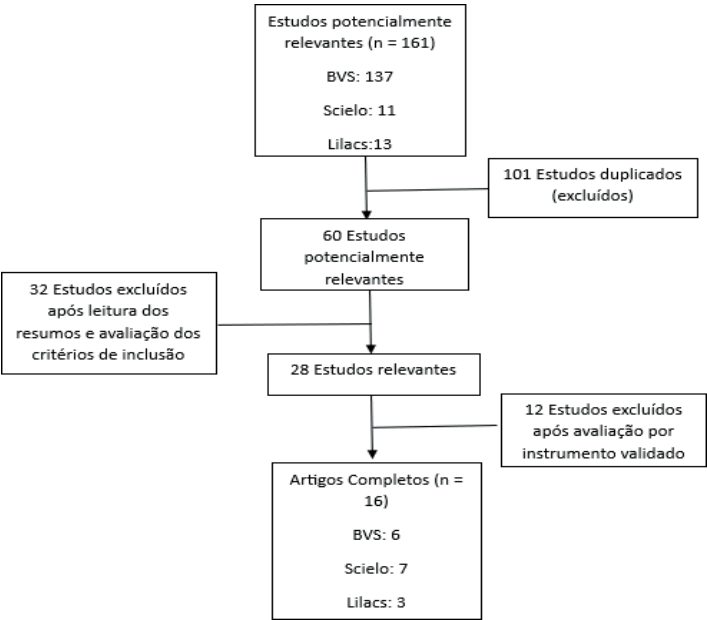 Estudos potencialmente
relevantes (n = 161)
BVS: 137
Scielo: 11
Lilacs:13
101 Estudos duplicados
(excluídos)
60 Estudos
potencialmente
relevantes
32 Estudos excluídos
após leitura dos
resumos e avaliação dos
critérios de inclusão
28 Estudos relevantes
12 Estudos excluídos
após avaliação por
instrumento validado
Artigos Completos (n =
16)
BVS: 6
Scielo: 7
Lilacs: 3